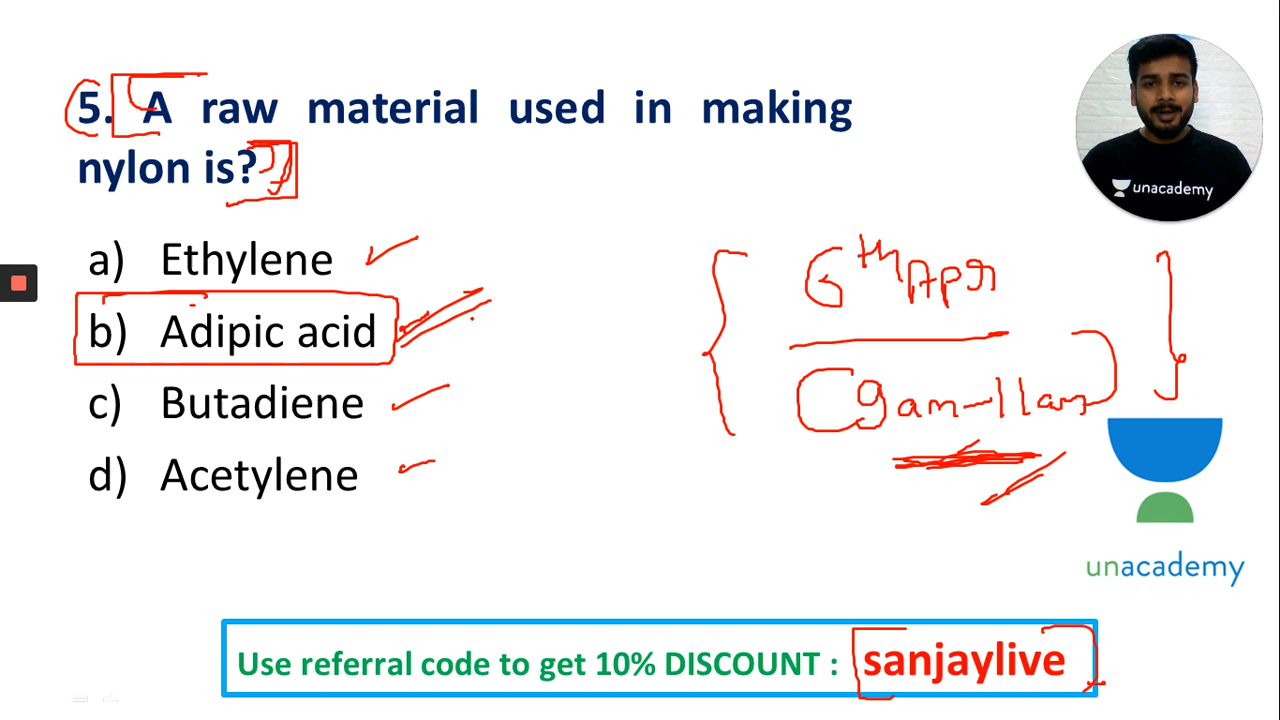 5. A raw material used in making
nylon is?
a) Ethylene
b) Adipic acid
c) Butadiene
d) Acetylene
6th Apr
(9am-11am)
unacademy
unacademy
Use referral code to get 10% DISCOUNT : sanjaylive